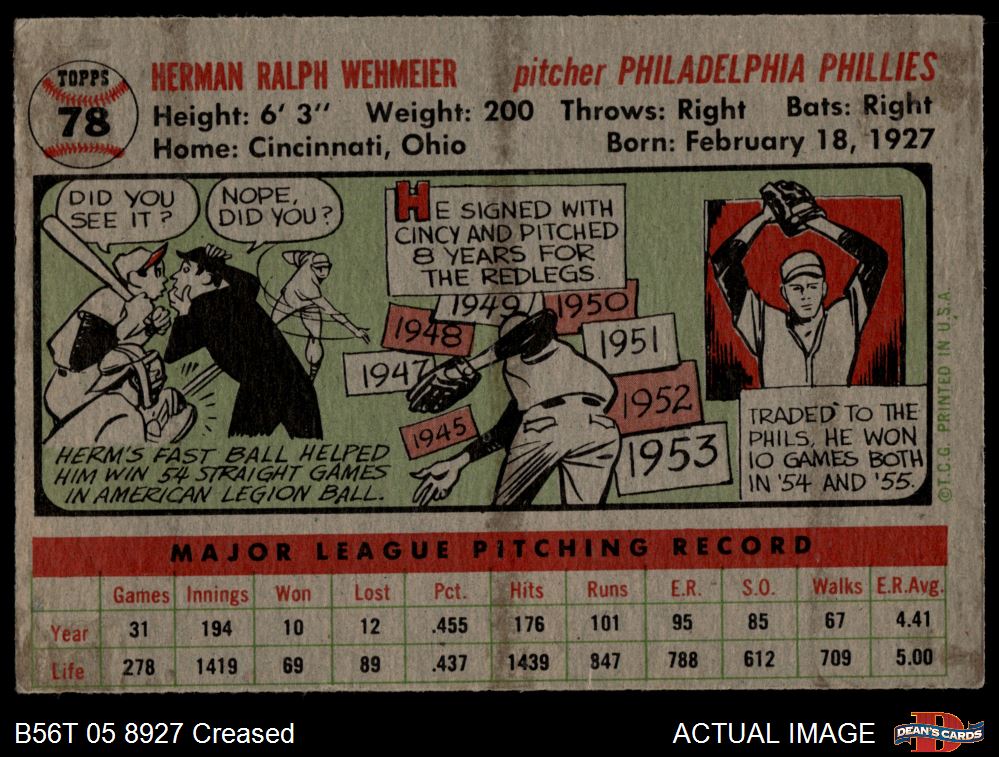 TOPPS
78
HERMAN RALPH WEHMEIER pitcher PHILADELPHIA PHILLIES
Height: 6' 3" Weight: 200 Throws: Right Bats: Right
Home: Cincinnati, Ohio Born: February 18, 1927
DID YOU
SEE IT?
NOPE,
DID YOU?
HERM'S FAST BALL HELPED
HIM WIN 54 STRAIGHT GAMES
IN AMERICAN LEGION BALL.
HE SIGNED WITH
CINCY AND PITCHED
8 YEARS FOR
THE REDLEGS.
1945
1947
1948
1949
1950
1951
1952
1953
TRADED TO THE
PHILS, HE WON
10 GAMES BOTH
IN '54 AND '55.
©T.C.G. PRINTED IN U.S.A.
MAJOR LEAGUE PITCHING RECORD
Games Innings Won Lost Pct. Hits Runs E.R. S.O. Walks E.R.Avg.
Year 31 194 10 12 .455 176 101 95 85 67 4.41
Life 278 1419 69 89 .437 1439 847 788 612 709 5.00
B56T 05 8927 Creased ACTUAL IMAGE
D
DEAN'S CARDS